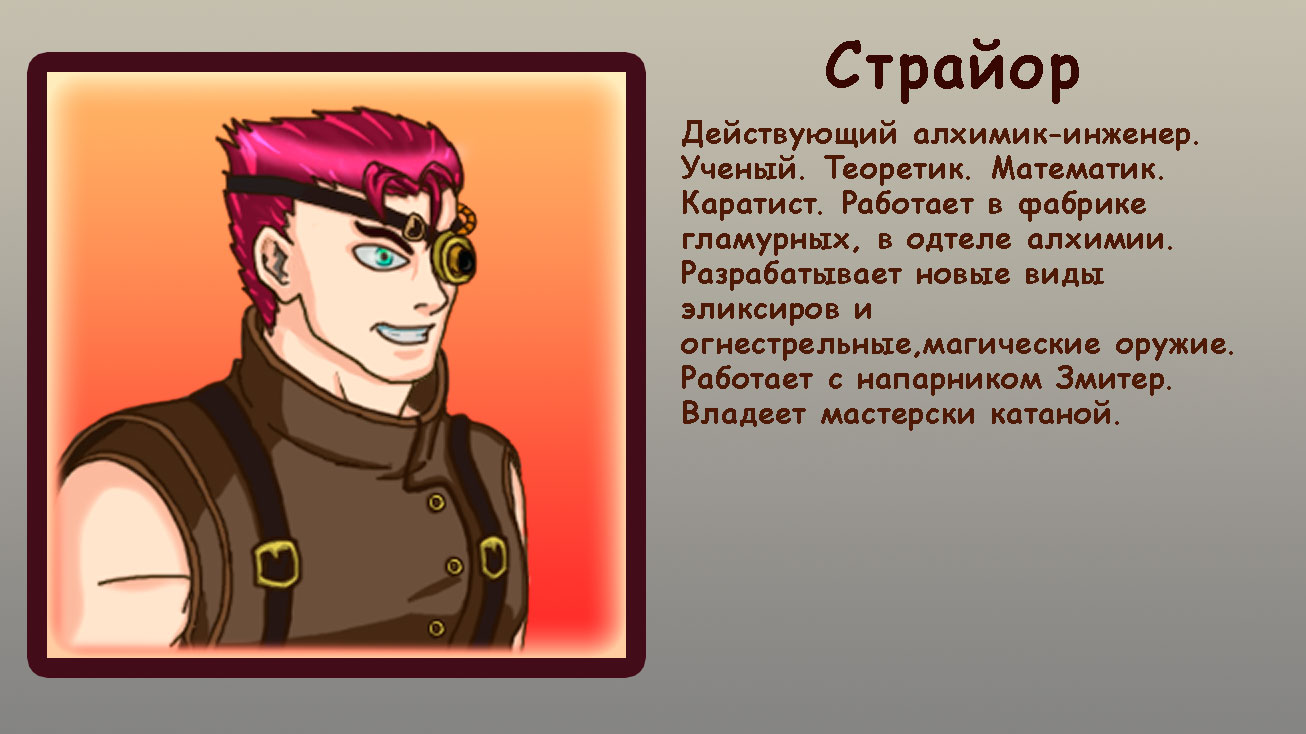 Страйор
Действующий алхимик-инженер.
Ученый. Теоретик. Математик.
Каратист. Работает в фабрике
гламурных, в одтеле алхимии.
Разрабатывает новые виды
эликсиров и
огнестрельные,магические оружие.
Работает с напарником Змитер.
Владеет мастерски катаной.